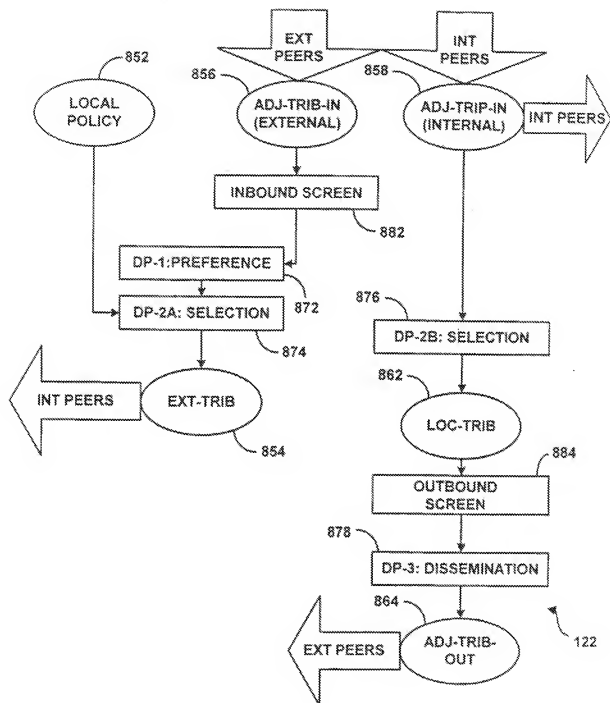 EXT
PEERS
INT
PEERS
852
856
858
LOCAL
POLICY
ADJ-TRIB-IN
(EXTERNAL)
ADJ-TRIP-IN
(INTERNAL)
INT PEERS
INBOUND SCREEN
882
DP-1:PREFERENCE
872
876
DP-2A: SELECTION
874
DP-2B: SELECTION
862
INT PEERS
EXT-TRIB
854
LOC-TRIB
884
OUTBOUND
SCREEN
878
DP-3: DISSEMINATION
864
122
EXT PEERS
ADJ-TRIB-
OUT